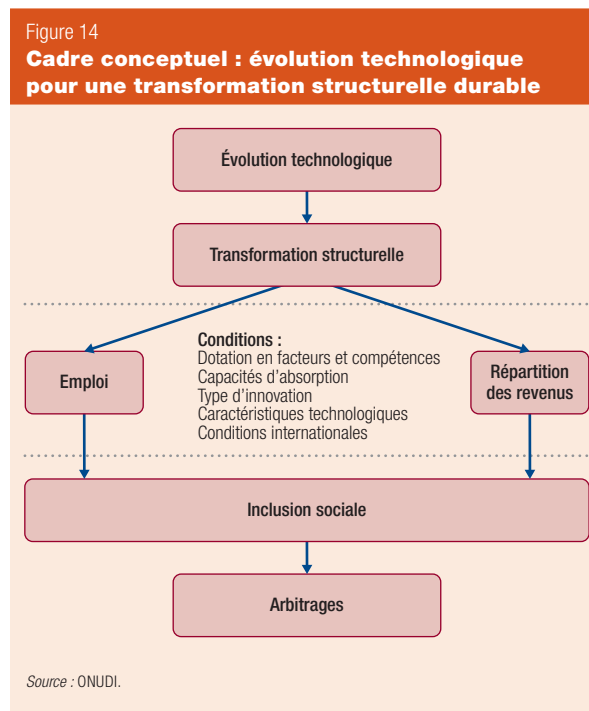 Figure 14
Cadre conceptuel : évolution technologique
pour une transformation structurelle durable
Évolution technologique
Transformation structurelle
Conditions :
Dotation en facteurs et compétences
Capacités d'absorption
Type d'innovation
Caractéristiques technologiques
Conditions internationales
Emploi
Répartition
des revenus
Inclusion sociale
Arbitrages
Source : ONUDI.